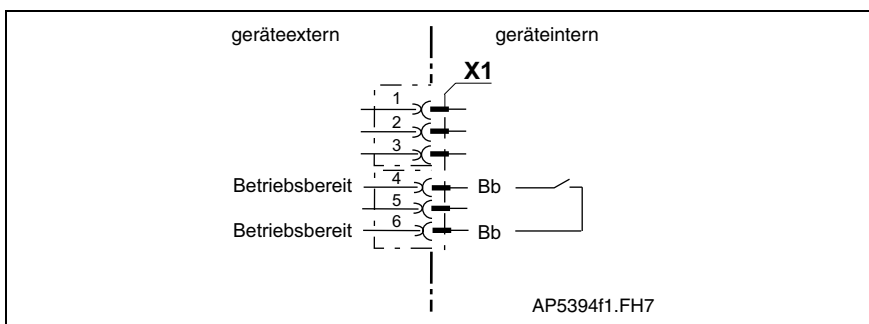 geräteextern geräteintern
X1
1
2
3
Betriebsbereit 4 Bb
5
Betriebsbereit 6 Bb
AP5394f1.FH7